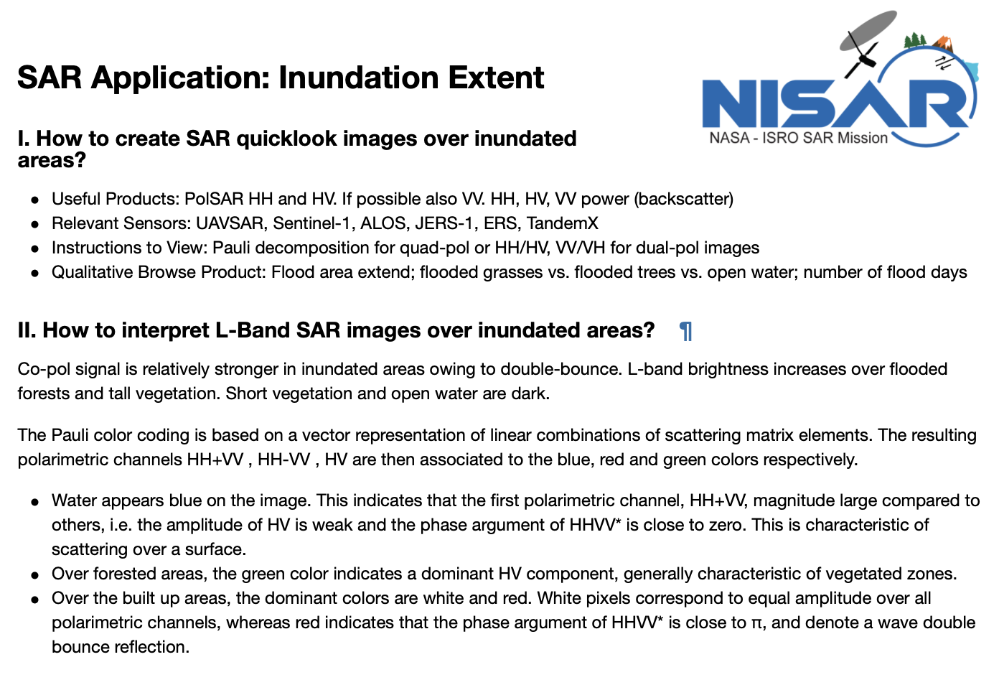 NISAR
NASA - ISRO SAR Mission
SAR Application: Inundation Extent
I. How to create SAR quicklook images over inundated
areas?
● Useful Products: PolSAR HH and HV. If possible also VV. HH, HV, VV power (backscatter)
● Relevant Sensors: UAVSAR, Sentinel-1, ALOS, JERS-1, ERS, TandemX
● Instructions to View: Pauli decomposition for quad-pol or HH/HV, VV/VH for dual-pol images
● Qualitative Browse Product: Flood area extend; flooded grasses vs. flooded trees vs. open water; number of flood days
II. How to interpret L-Band SAR images over inundated areas? ¶
Co-pol signal is relatively stronger in inundated areas owing to double-bounce. L-band brightness increases over flooded
forests and tall vegetation. Short vegetation and open water are dark.
The Pauli color coding is based on a vector representation of linear combinations of scattering matrix elements. The resulting
polarimetric channels HH+VV , HH-VV , HV are then associated to the blue, red and green colors respectively.
● Water appears blue on the image. This indicates that the first polarimetric channel, HH+VV, magnitude large compared to
others, i.e. the amplitude of HV is weak and the phase argument of HHVV* is close to zero. This is characteristic of
scattering over a surface.
● Over forested areas, the green color indicates a dominant HV component, generally characteristic of vegetated zones.
● Over the built up areas, the dominant colors are white and red. White pixels correspond to equal amplitude over all
polarimetric channels, whereas red indicates that the phase argument of HHVV* is close to π, and denote a wave double
bounce reflection.